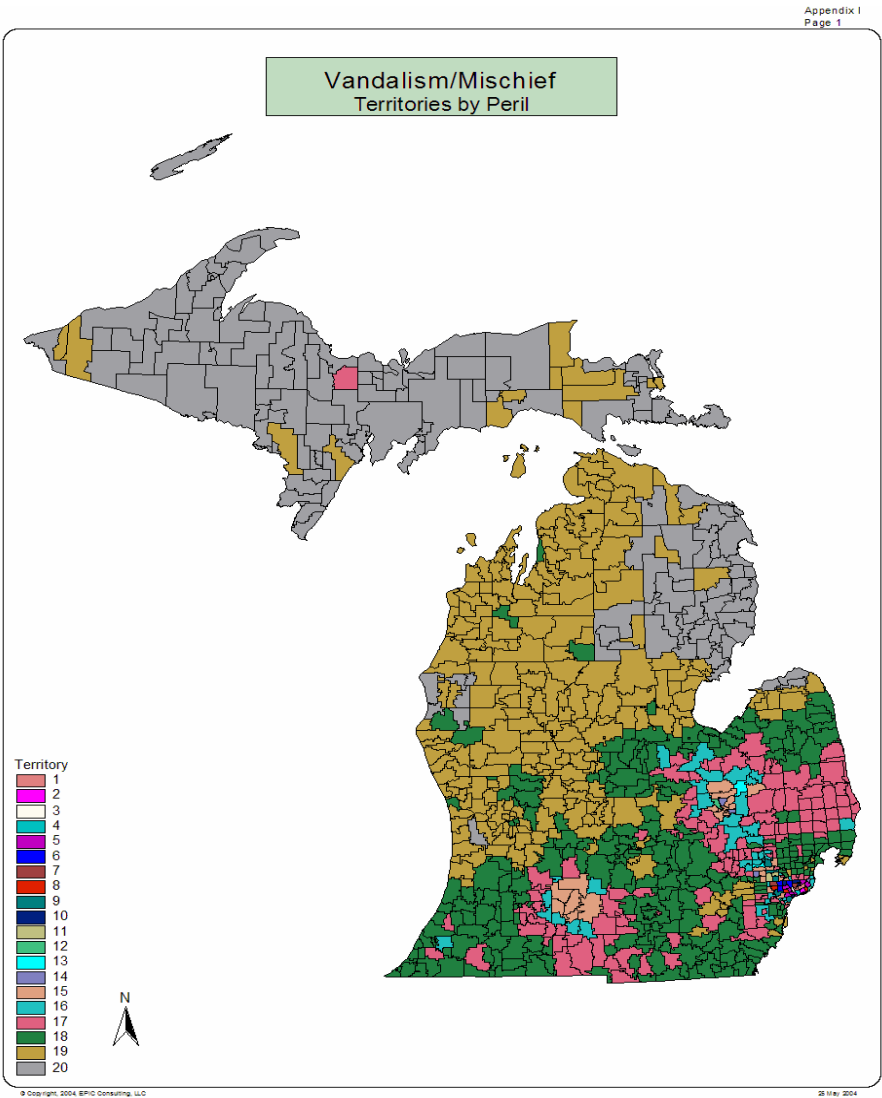 Appendix I
Page 1
Vandalism/Mischief
Territories by Peril
Territory
1
2
3
4
5
6
7
8
9
10
11
12
13
14
15
16
17
18
19
20
N
© Copyright, 2004, EPIC Consulting, LLC
25 May 2004